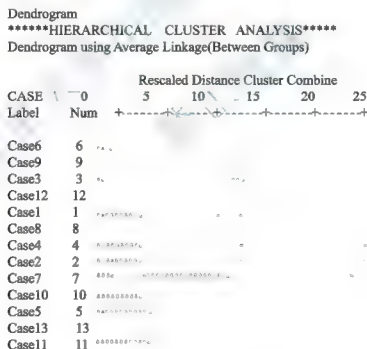 Dendrogram
******HIERARCHICAL CLUSTER ANALYSIS*****
Dendrogram using Average Linkage(Between Groups)
Rescaled Distance Cluster Combine
CASE 0 5 10 15 20 25
Label Num +---------+---------+---------+---------+---------+
Case6 6
Case9 9
Case3 3
Case12 12
Case1 1
Case8 8
Case4 4
Case2 2
Case7 7
Case10 10
Case5 5
Case13 13
Case11 11